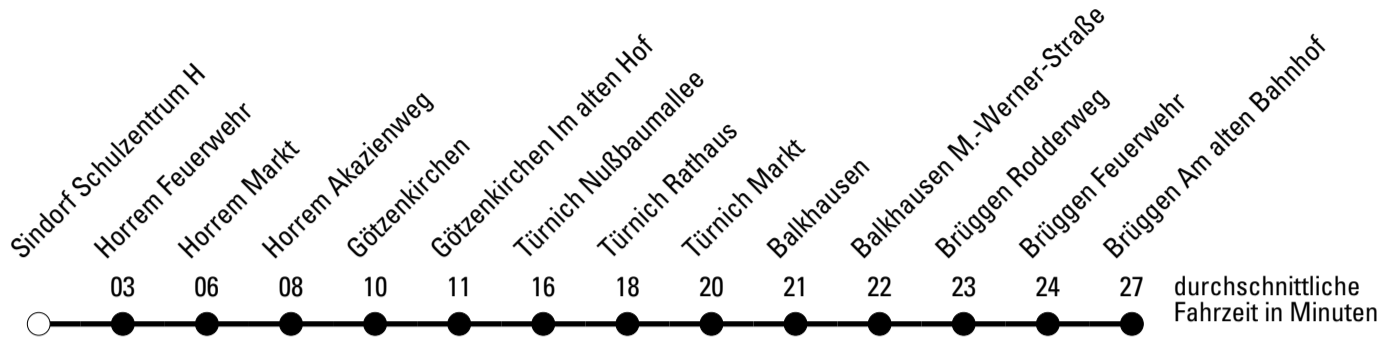 Sindorf Schulzentrum H
Horrem Feuerwehr
Horrem Markt
Horrem Akazienweg
Götzenkirchen
Götzenkirchen Im alten Hof
Türnich Nußbaumallee
Türnich Rathaus
Türnich Markt
Balkhausen
Balkhausen M.-Werner-Straße
Brüggen Rodderweg
Brüggen Feuerwehr
Brüggen Am alten Bahnhof
03 06 08 10 11 16 18 20 21 22 23 24 27
durchschnittliche
Fahrzeit in Minuten